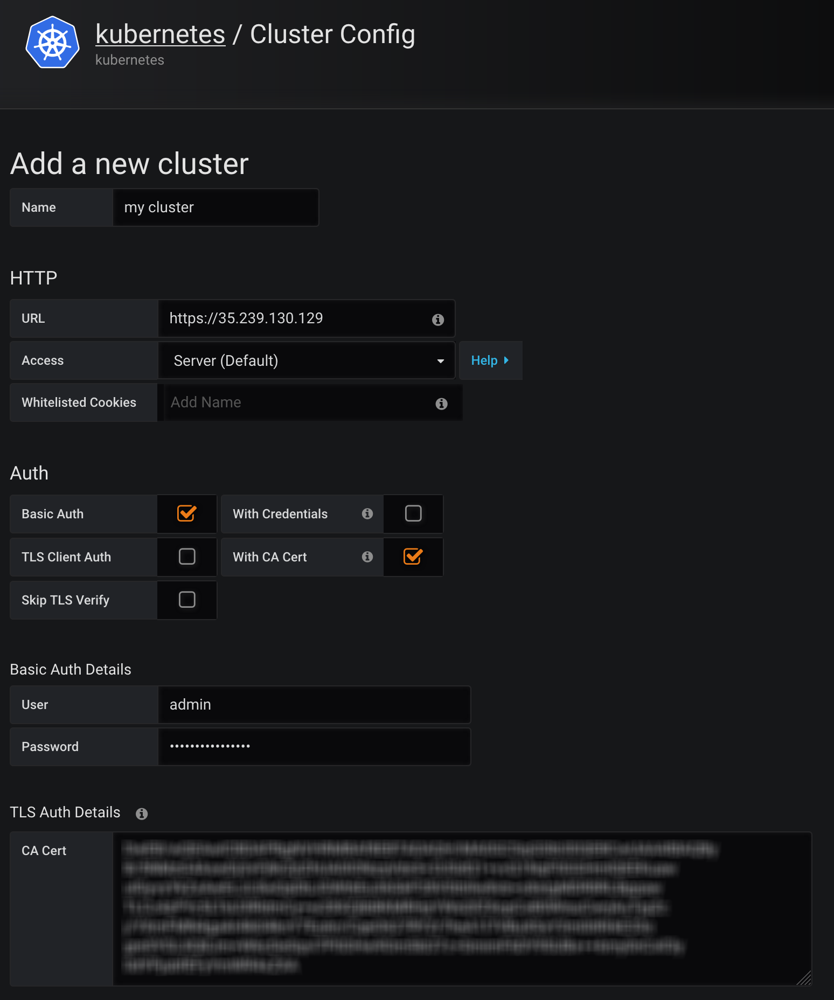 kubernetes / Cluster Config
kubernetes
Add a new cluster
Name my cluster
HTTP
URL https://35.239.130.129
Access Server (Default) Help
Whitelisted Cookies Add Name
Auth
Basic Auth With Credentials
TLS Client Auth With CA Cert
Skip TLS Verify
Basic Auth Details
User admin
Password ••••••••••••••••
TLS Auth Details
CA Cert